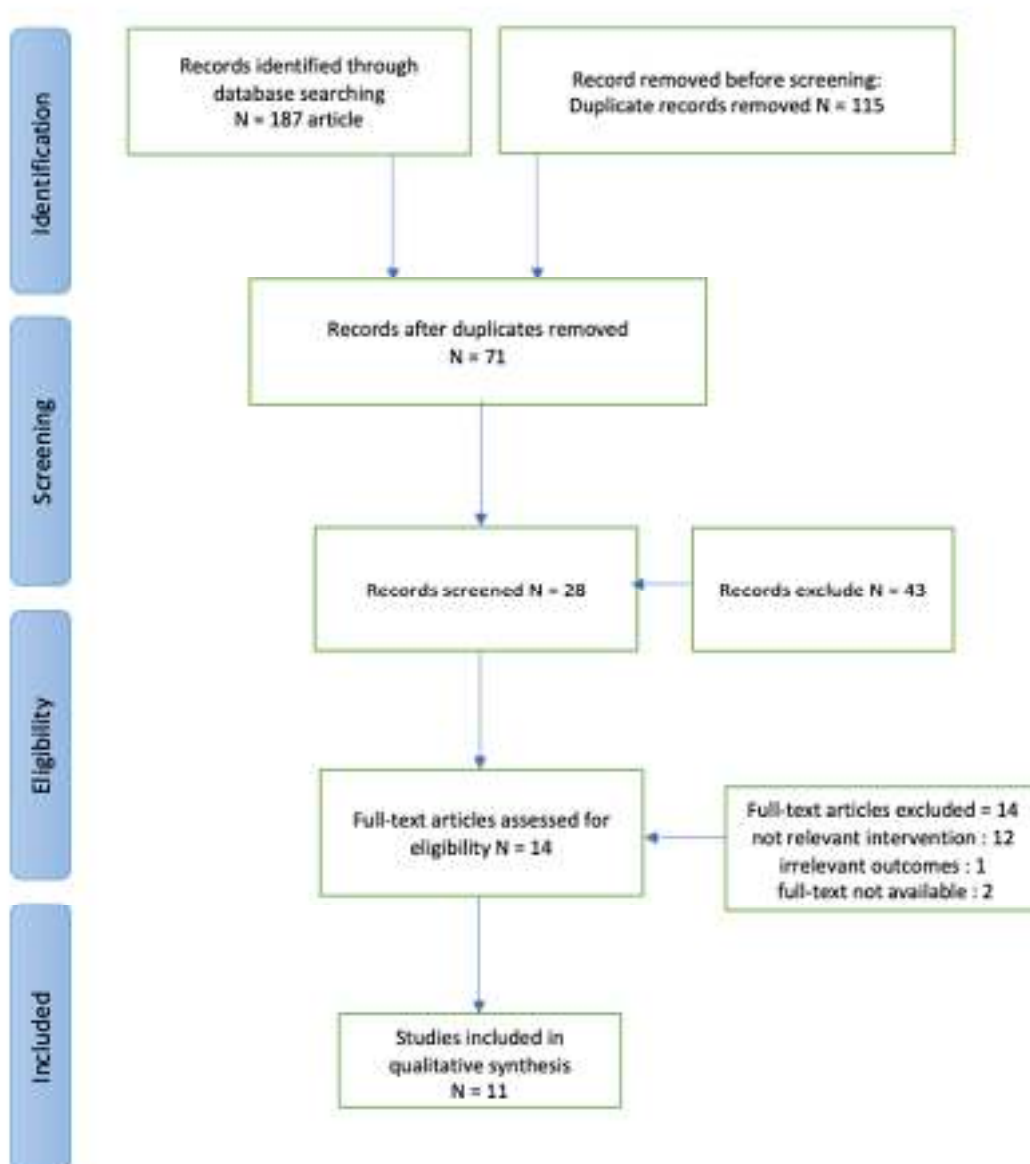 Identification
Records identified through
database searching
N = 187 article
Record removed before screening:
Duplicate records removed N = 115
Records after duplicates removed
N = 71
Screening
Records screened N = 28
Records exclude N = 43
Eligibility
Full-text articles assessed for
eligibility N = 14
Full-text articles excluded = 14
not relevant intervention : 12
irrelevant outcomes : 1
full-text not available : 2
Included
Studies included in
qualitative synthesis
N = 11